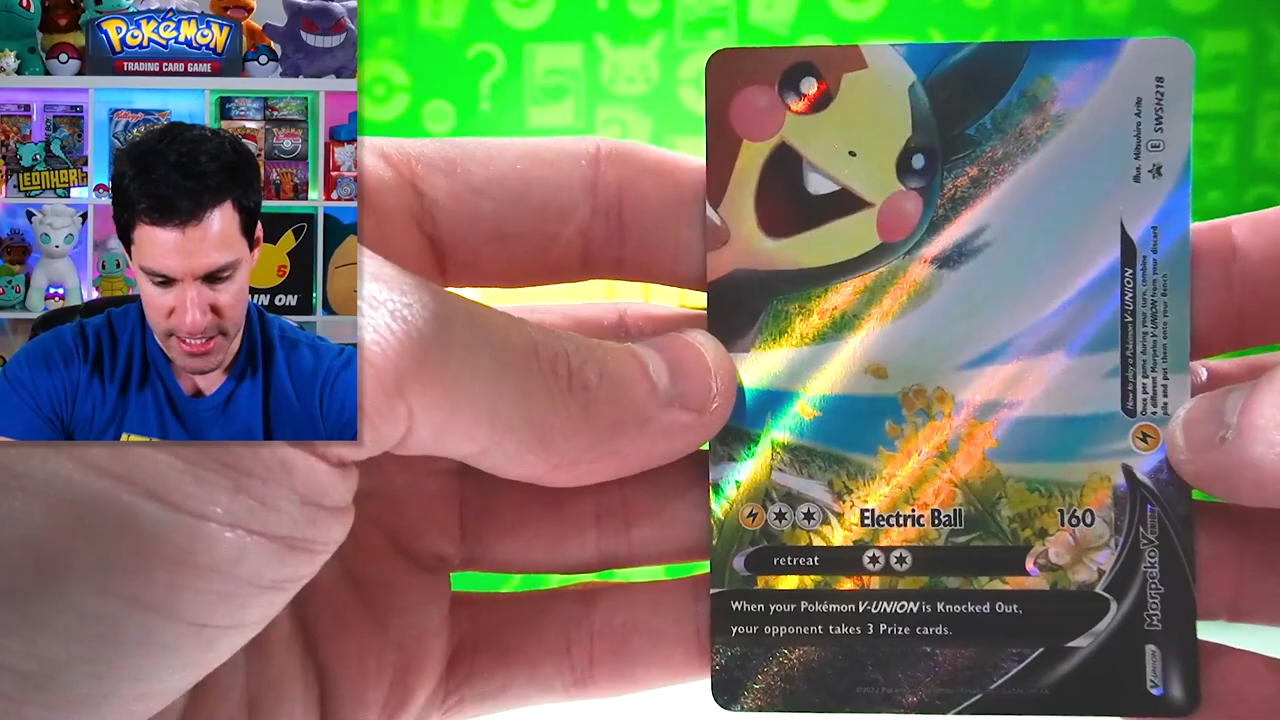 Pokémon
TRADING CARD GAME
LEONHART
Illus. Mitsuhiro Arita
E SWSH218
How to play a Pokémon V-UNION
Once per game during your turn, combine
4 different Morpeko V-UNION from your discard
pile and put them onto your Bench
Electric Ball 160
retreat
When your Pokémon V-UNION is Knocked Out,
your opponent takes 3 Prize cards.
Morpeko V-UNION
V-UNION